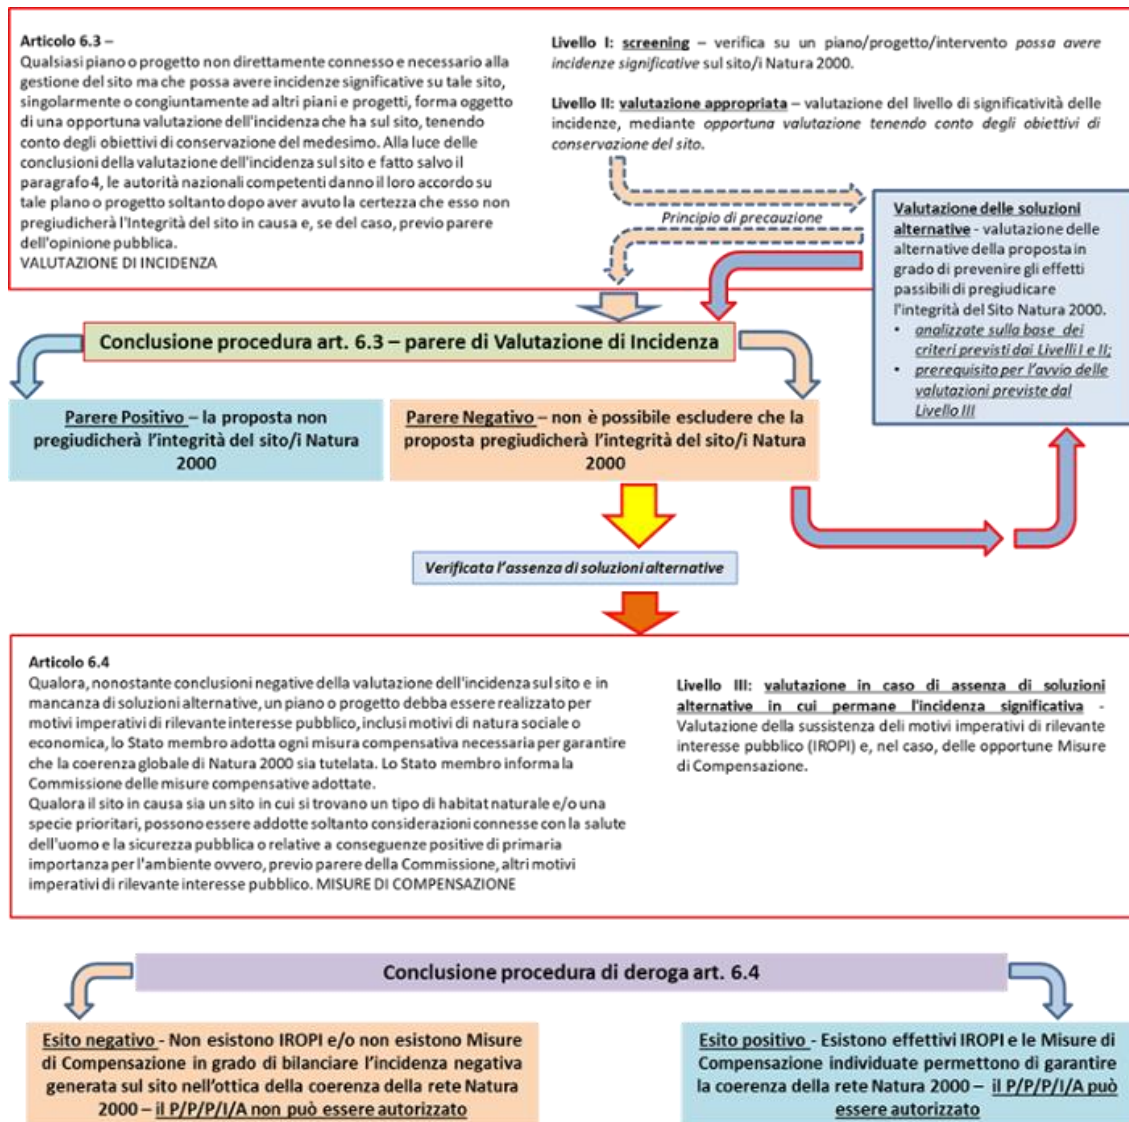 Articolo 6.3 –
Qualsiasi piano o progetto non direttamente connesso e necessario alla
gestione del sito ma che possa avere incidenze significative su tale sito,
singolarmente o congiuntamente ad altri piani e progetti, forma oggetto
di una opportuna valutazione dell'incidenza che ha sul sito, tenendo
conto degli obiettivi di conservazione del medesimo. Alla luce delle
conclusioni della valutazione dell'incidenza sul sito e fatto salvo il
paragrafo 4, le autorità nazionali competenti danno il loro accordo su
tale piano o progetto soltanto dopo aver avuto la certezza che esso non
pregiudicherà l'Integrità del sito in causa e, se del caso, previo parere
dell'opinione pubblica.
VALUTAZIONE DI INCIDENZA
Livello I: screening – verifica su un piano/progetto/intervento possa avere
incidenze significative sul sito/i Natura 2000.
Livello II: valutazione appropriata – valutazione del livello di significatività delle
incidenze, mediante opportuna valutazione tenendo conto degli obiettivi di
conservazione del sito.
Principio di precauzione
Valutazione delle soluzioni
alternative - valutazione delle
alternative della proposta in
grado di prevenire gli effetti
passibili di pregiudicare
l'integrità del Sito Natura 2000.
• analizzate sulla base dei
criteri previsti dai Livelli I e II;
• prerequisito per l'avvio delle
valutazioni previste dal
Livello III
Conclusione procedura art. 6.3 – parere di Valutazione di Incidenza
Parere Positivo – la proposta non
pregiudicherà l'integrità del sito/i Natura
2000
Parere Negativo – non è possibile escludere che la
proposta pregiudicherà l'integrità del sito/i Natura
2000
Verificata l'assenza di soluzioni alternative
Articolo 6.4
Qualora, nonostante conclusioni negative della valutazione dell'incidenza sul sito e in
mancanza di soluzioni alternative, un piano o progetto debba essere realizzato per
motivi imperativi di rilevante interesse pubblico, inclusi motivi di natura sociale o
economica, lo Stato membro adotta ogni misura compensativa necessaria per garantire
che la coerenza globale di Natura 2000 sia tutelata. Lo Stato membro informa la
Commissione delle misure compensative adottate.
Qualora il sito in causa sia un sito in cui si trovano un tipo di habitat naturale e/o una
specie prioritari, possono essere addotte soltanto considerazioni connesse con la salute
dell'uomo e la sicurezza pubblica o relative a conseguenze positive di primaria
importanza per l'ambiente ovvero, previo parere della Commissione, altri motivi
imperativi di rilevante interesse pubblico. MISURE DI COMPENSAZIONE
Livello III: valutazione in caso di assenza di soluzioni
alternative in cui permane l'incidenza significativa -
Valutazione della sussistenza deli motivi imperativi di rilevante
interesse pubblico (IROPI) e, nel caso, delle opportune Misure
di Compensazione.
Conclusione procedura di deroga art. 6.4
Esito negativo - Non esistono IROPI e/o non esistono Misure
di Compensazione in grado di bilanciare l'incidenza negativa
generata sul sito nell'ottica della coerenza della rete Natura
2000 – il P/P/P/I/A non può essere autorizzato
Esito positivo - Esistono effettivi IROPI e le Misure di
Compensazione individuate permettono di garantire
la coerenza della rete Natura 2000 – il P/P/P/I/A può
essere autorizzato